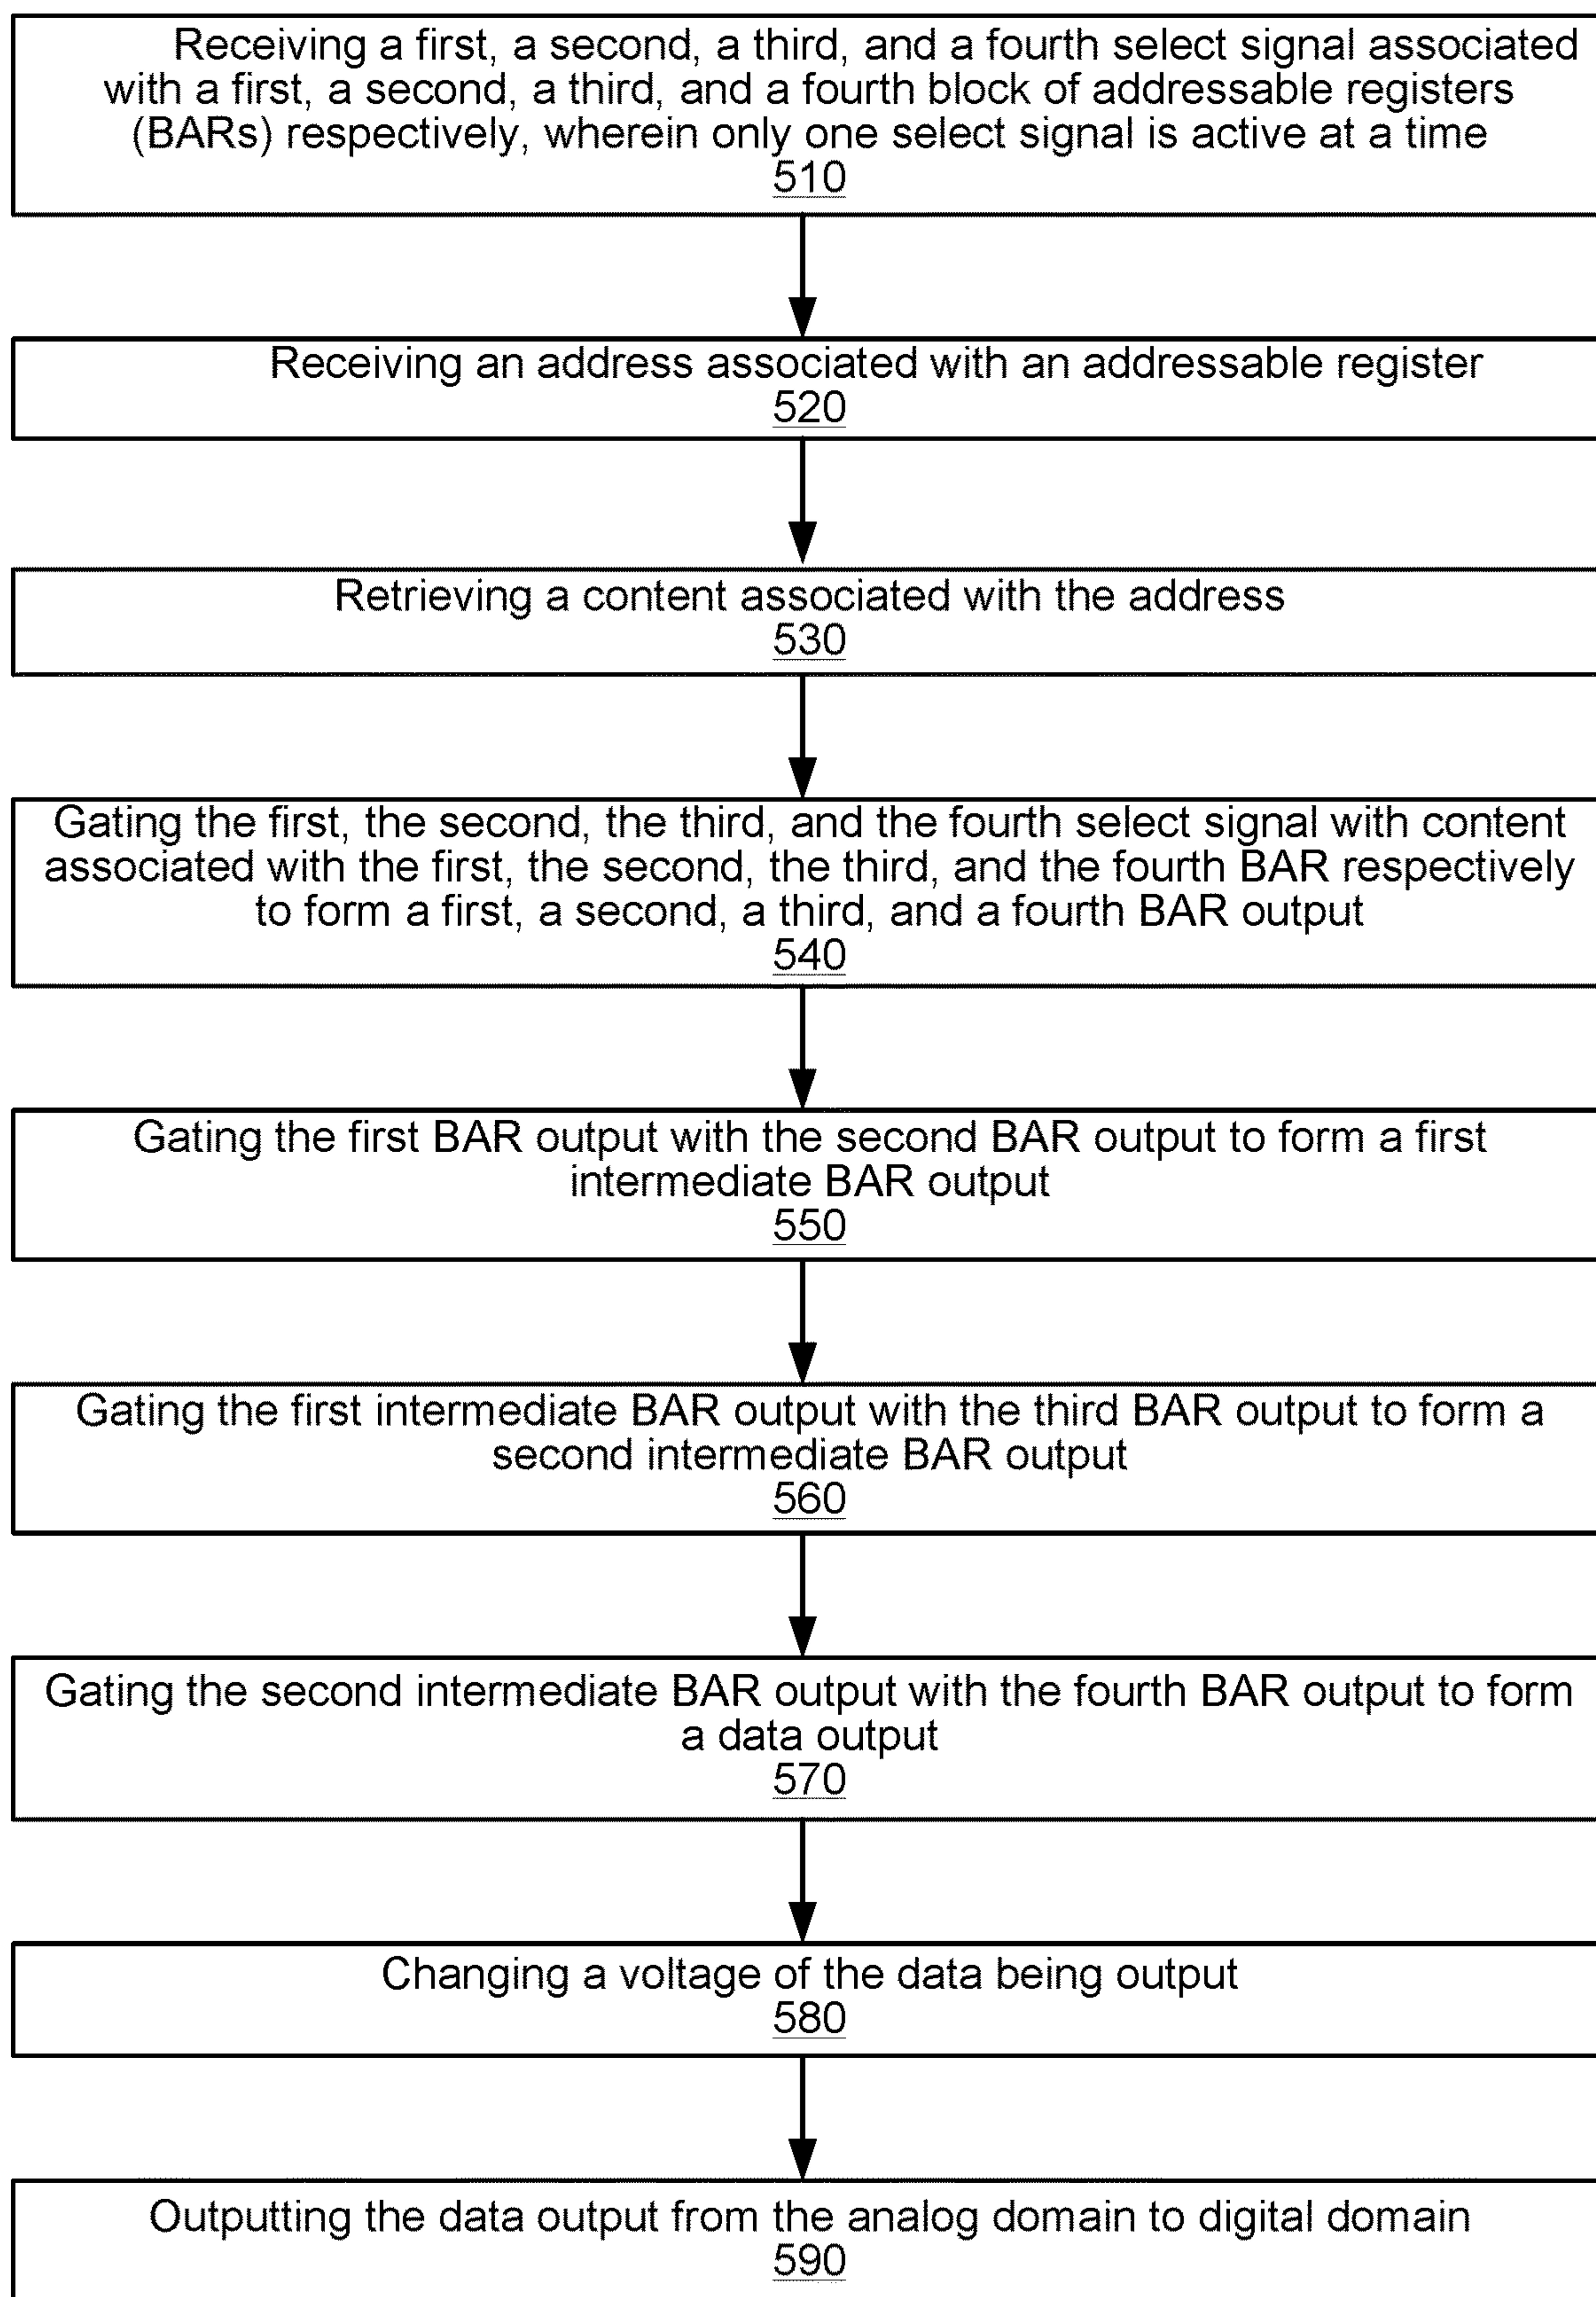 Receiving a first, a second, a third, and a fourth select signal associated
with a first, a second, a third, and a fourth block of addressable registers
(BARs) respectively, wherein only one select signal is active at a time
510
Receiving an address associated with an addressable register
520
Retrieving a content associated with the address
530
Gating the first, the second, the third, and the fourth select signal with content
associated with the first, the second, the third, and the fourth BAR respectively
to form a first, a second, a third, and a fourth BAR output
540
Gating the first BAR output with the second BAR output to form a first
intermediate BAR output
550
Gating the first intermediate BAR output with the third BAR output to form a
second intermediate BAR output
560
Gating the second intermediate BAR output with the fourth BAR output to form
a data output
570
Changing a voltage of the data being output
580
Outputting the data output from the analog domain to digital domain
590